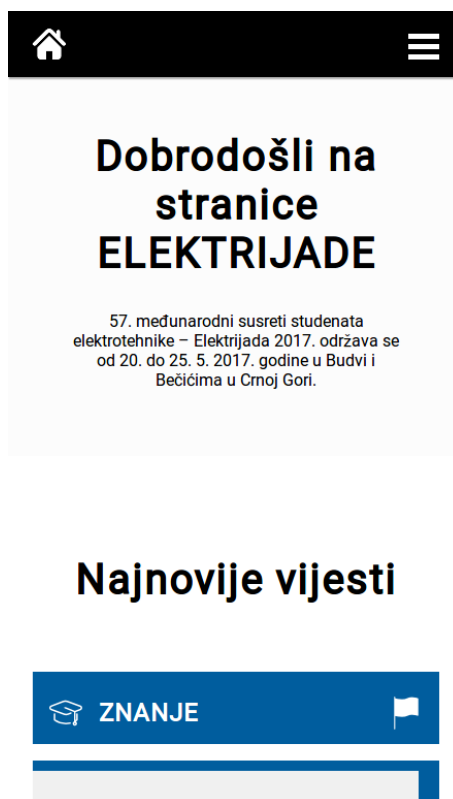 Dobrodošli na
stranice
ELEKTRIJADE
57. međunarodni susreti studenata
elektrotehnike – Elektrijada 2017. održava se
od 20. do 25. 5. 2017. godine u Budvi i
Bečićima u Crnoj Gori.
Najnovije vijesti
ZNANJE